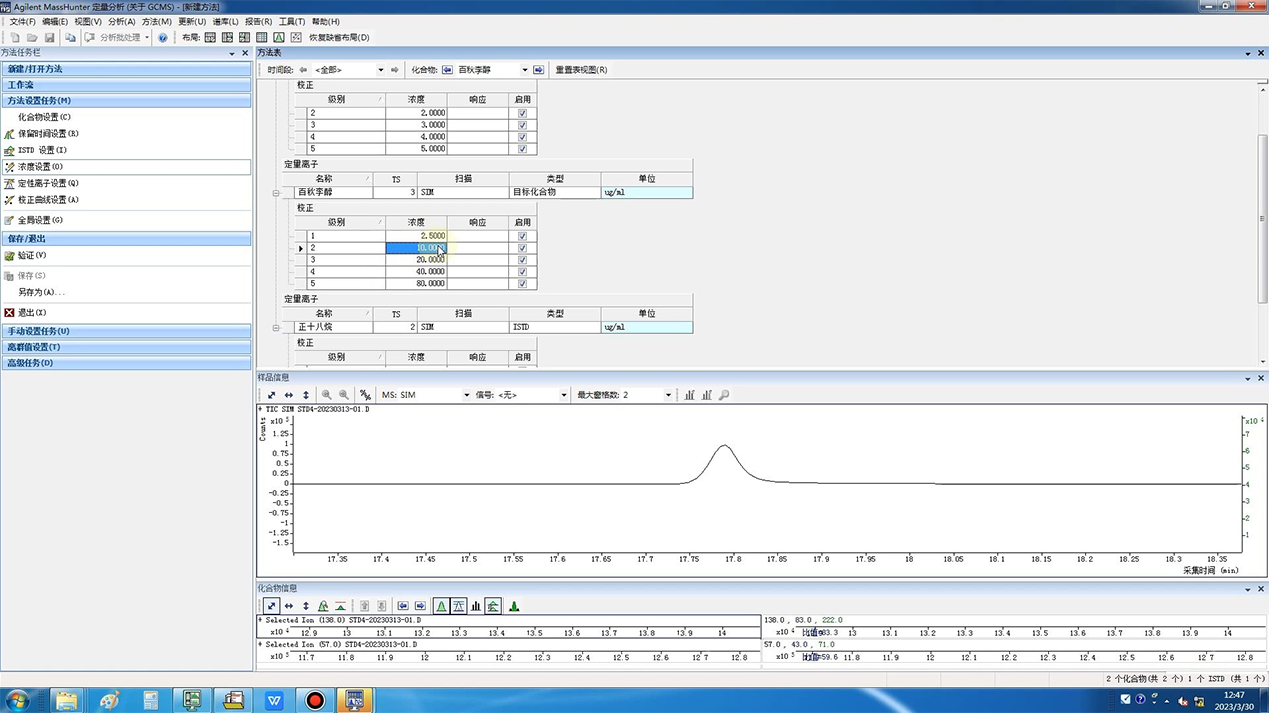 Agilent MassHunter 定量分析 (关于 GCMS) - [新建方法]
文件(F) 编辑(E) 视图(V) 分析(A) 方法(M) 更新(U) 谱库(L) 报告(R) 工具(T) 帮助(H)
分析批处理 布局: 恢复缺省布局(D)
方法任务栏
新建/打开方法
工作流
方法设置任务(M)
化合物设置(C)
保留时间设置(R)
ISTD 设置(I)
浓度设置(O)
定性离子设置(Q)
校正曲线设置(A)
全局设置(G)
保存/退出
验证(V)
保存(S)
另存为(A)...
退出(X)
手动设置任务(U)
离群值设置(T)
高级任务(D)
方法表
时间段: <全部> 化合物: 百秋李醇 重置表视图(R)
校正
级别 浓度 响应 启用
2 2.0000
3 3.0000
4 4.0000
5 5.0000
定量离子
名称 TS 扫描 类型 单位
百秋李醇 3 SIM 目标化合物 ug/ml
校正
级别 浓度 响应 启用
1 2.5000
2 10.0000
3 20.0000
4 40.0000
5 80.0000
定量离子
名称 TS 扫描 类型 单位
正十八烷 2 SIM ISTD ug/ml
校正
级别 浓度 响应 启用
样品信息
MS: SIM 信号: <无> 最大窗格数: 2
+ TIC SIM STD4-20230313-01.D
Counts
x10 5
1.25
1
0.75
0.5
0.25
0
-0.25
-0.5
-0.75
-1
-1.25
-1.5
x10 4
7
6
5
4
3
2
1
17.35 17.4 17.45 17.5 17.55 17.6 17.65 17.7 17.75 17.8 17.85 17.9 17.95 18 18.05 18.1 18.15 18.2 18.25 18.3 18.35
采集时间 (min)
化合物信息
+ Selected Ion (138.0) STD4-20230313-01.D
x10 4 12.9 13 13.1 13.2 13.3 13.4 13.5 13.6 13.7 13.8 13.9 14
138.0 , 83.0 , 222.0
x10 4 比值=83.3 13 13.1 13.2 13.3 13.4 13.5 13.6 13.7 13.8 13.9 14
+ Selected Ion (57.0) STD4-20230313-01.D
x10 5 11.7 11.8 11.9 12 12.1 12.2 12.3 12.4 12.5 12.6 12.7 12.8
57.0 , 43.0 , 71.0
x10 5 比值=59.6 11.8 11.9 12 12.1 12.2 12.3 12.4 12.5 12.6 12.7 12.8
2 个化合物(共 2 个) 1 个 ISTD (共 1 个)
12:47
2023/3/30